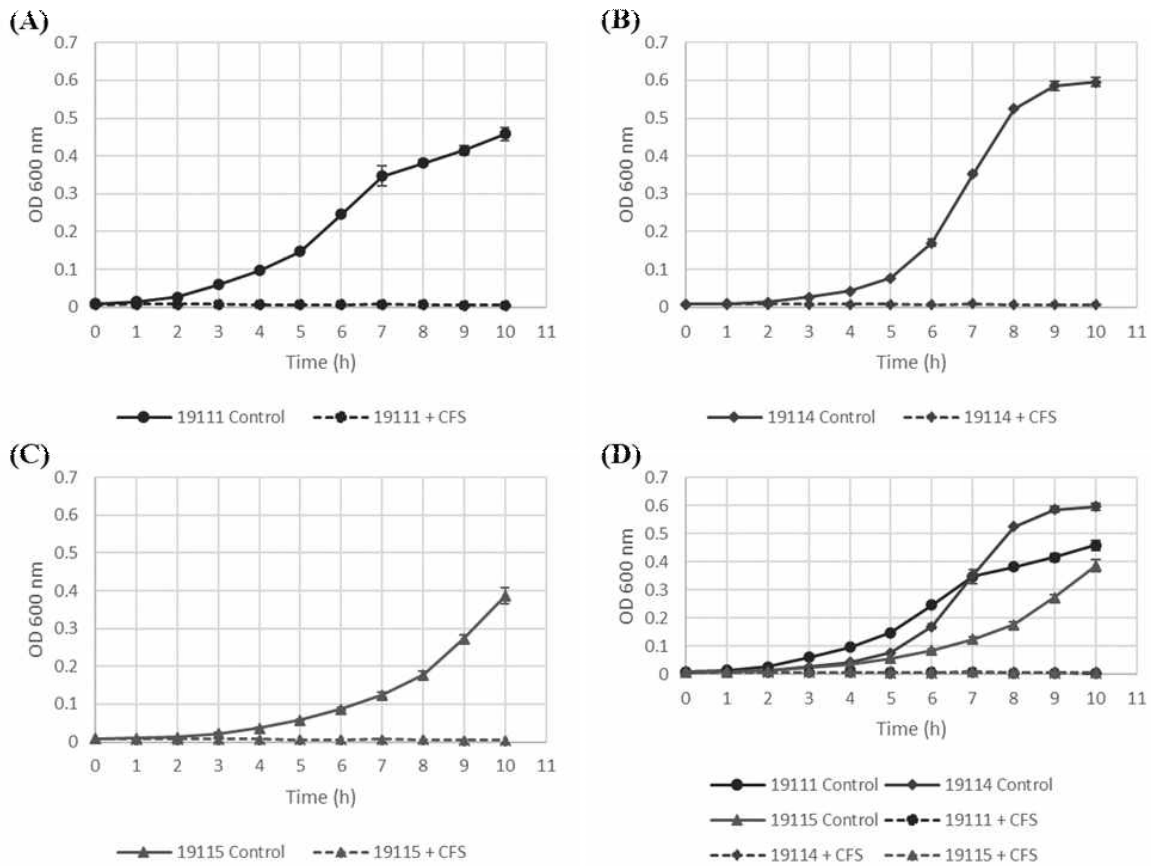 (A)
0.7
0.6
0.5
0.4
0.3
0.2
0.1
0
OD 600 nm
0 1 2 3 4 5 6 7 8 9 10 11
Time (h)
19111 Control 19111 + CFS
(B)
0.7
0.6
0.5
0.4
0.3
0.2
0.1
0
OD 600 nm
0 1 2 3 4 5 6 7 8 9 10 11
Time (h)
19114 Control 19114 + CFS
(C)
0.7
0.6
0.5
0.4
0.3
0.2
0.1
0
OD 600 nm
0 1 2 3 4 5 6 7 8 9 10 11
Time (h)
19115 Control 19115 + CFS
(D)
0.7
0.6
0.5
0.4
0.3
0.2
0.1
0
OD 600 nm
0 1 2 3 4 5 6 7 8 9 10 11
Time (h)
19111 Control 19114 Control
19115 Control 19111 + CFS
19114 + CFS 19115 + CFS